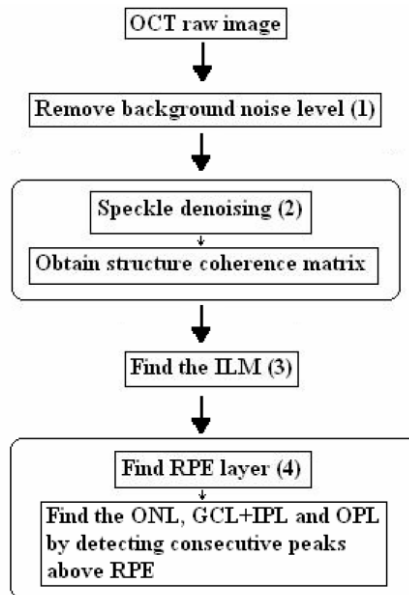 OCT raw image
Remove background noise level (1)
Speckle denoising (2)
Obtain structure coherence matrix
Find the ILM (3)
Find RPE layer (4)
Find the ONL, GCL+IPL and OPL
by detecting consecutive peaks
above RPE